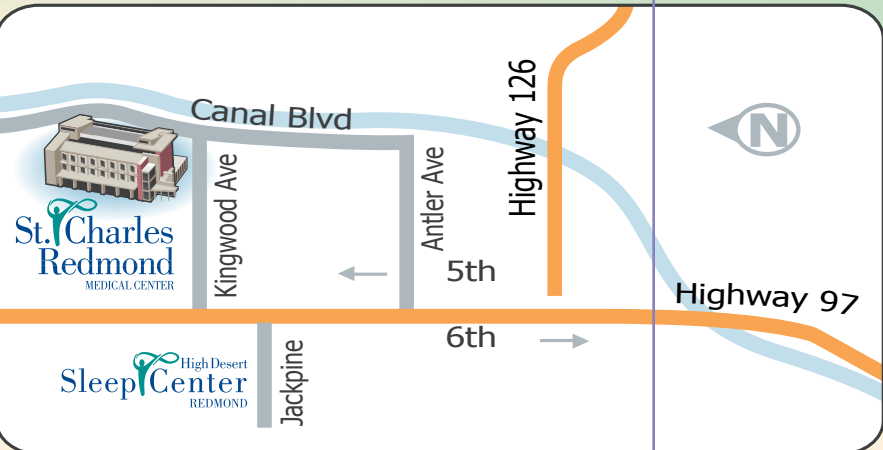 Canal Blvd
Highway 126
N
Kingwood Ave
Antler Ave
St. Charles
Redmond
MEDICAL CENTER
5th
Highway 97
6th
Jackpine
High Desert
Sleep Center
REDMOND